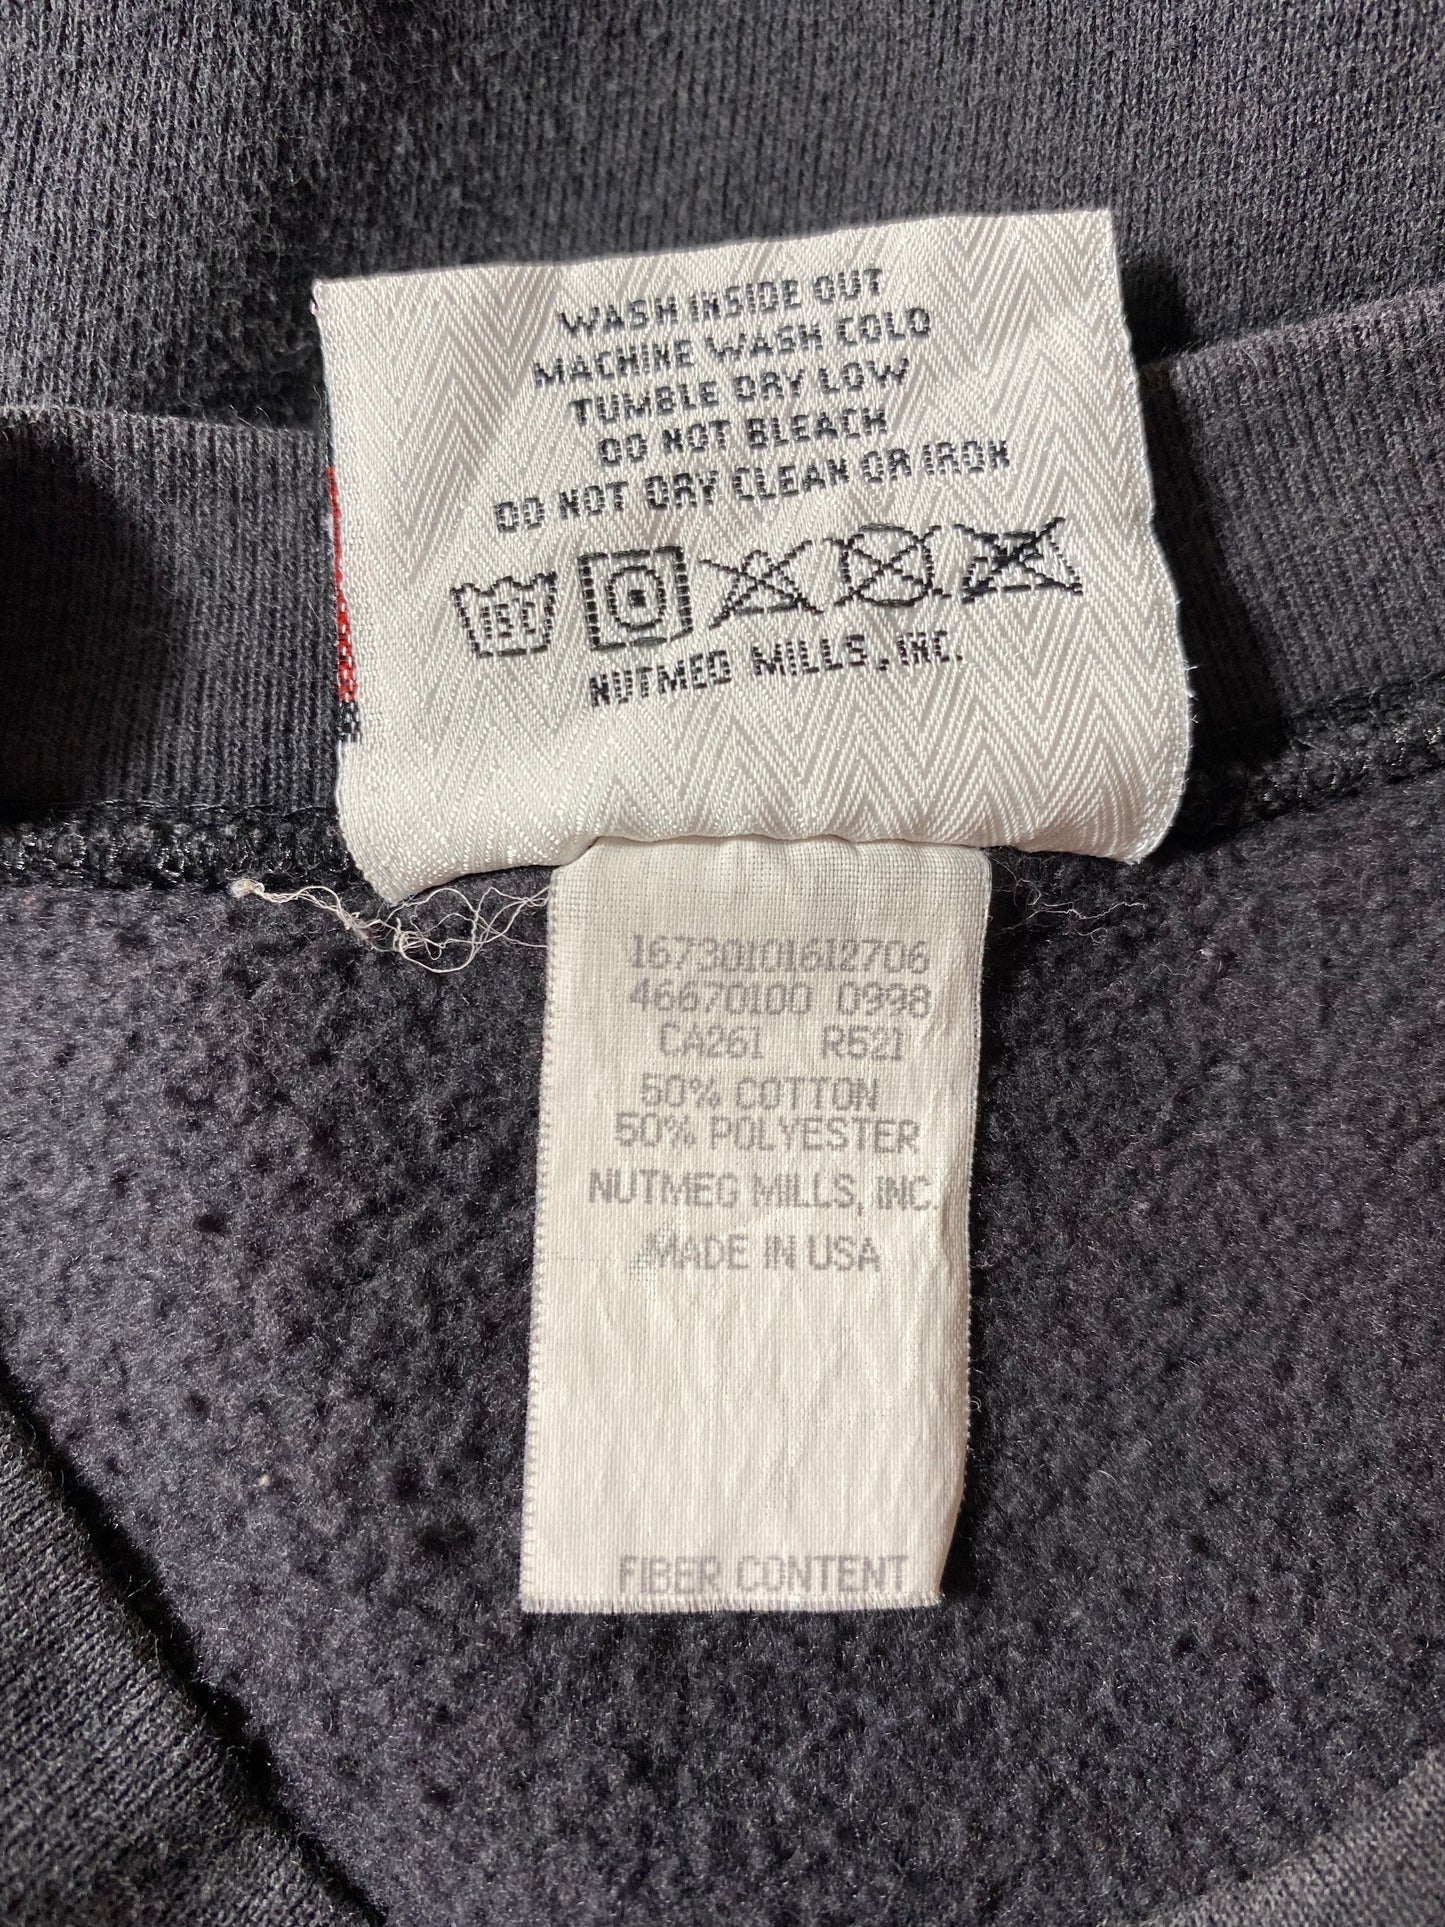 WASH INSIDE OUT
MACHINE WASH COLD
TUMBLE DRY LOW
DO NOT BLEACH
DO NOT DRY CLEAN OR IRON
NUTMEG MILLS, INC.
16730101612706
46670100 0998
CA261 R521
50% COTTON
50% POLYESTER
NUTMEG MILLS, INC.
MADE IN USA
FIBER CONTENT